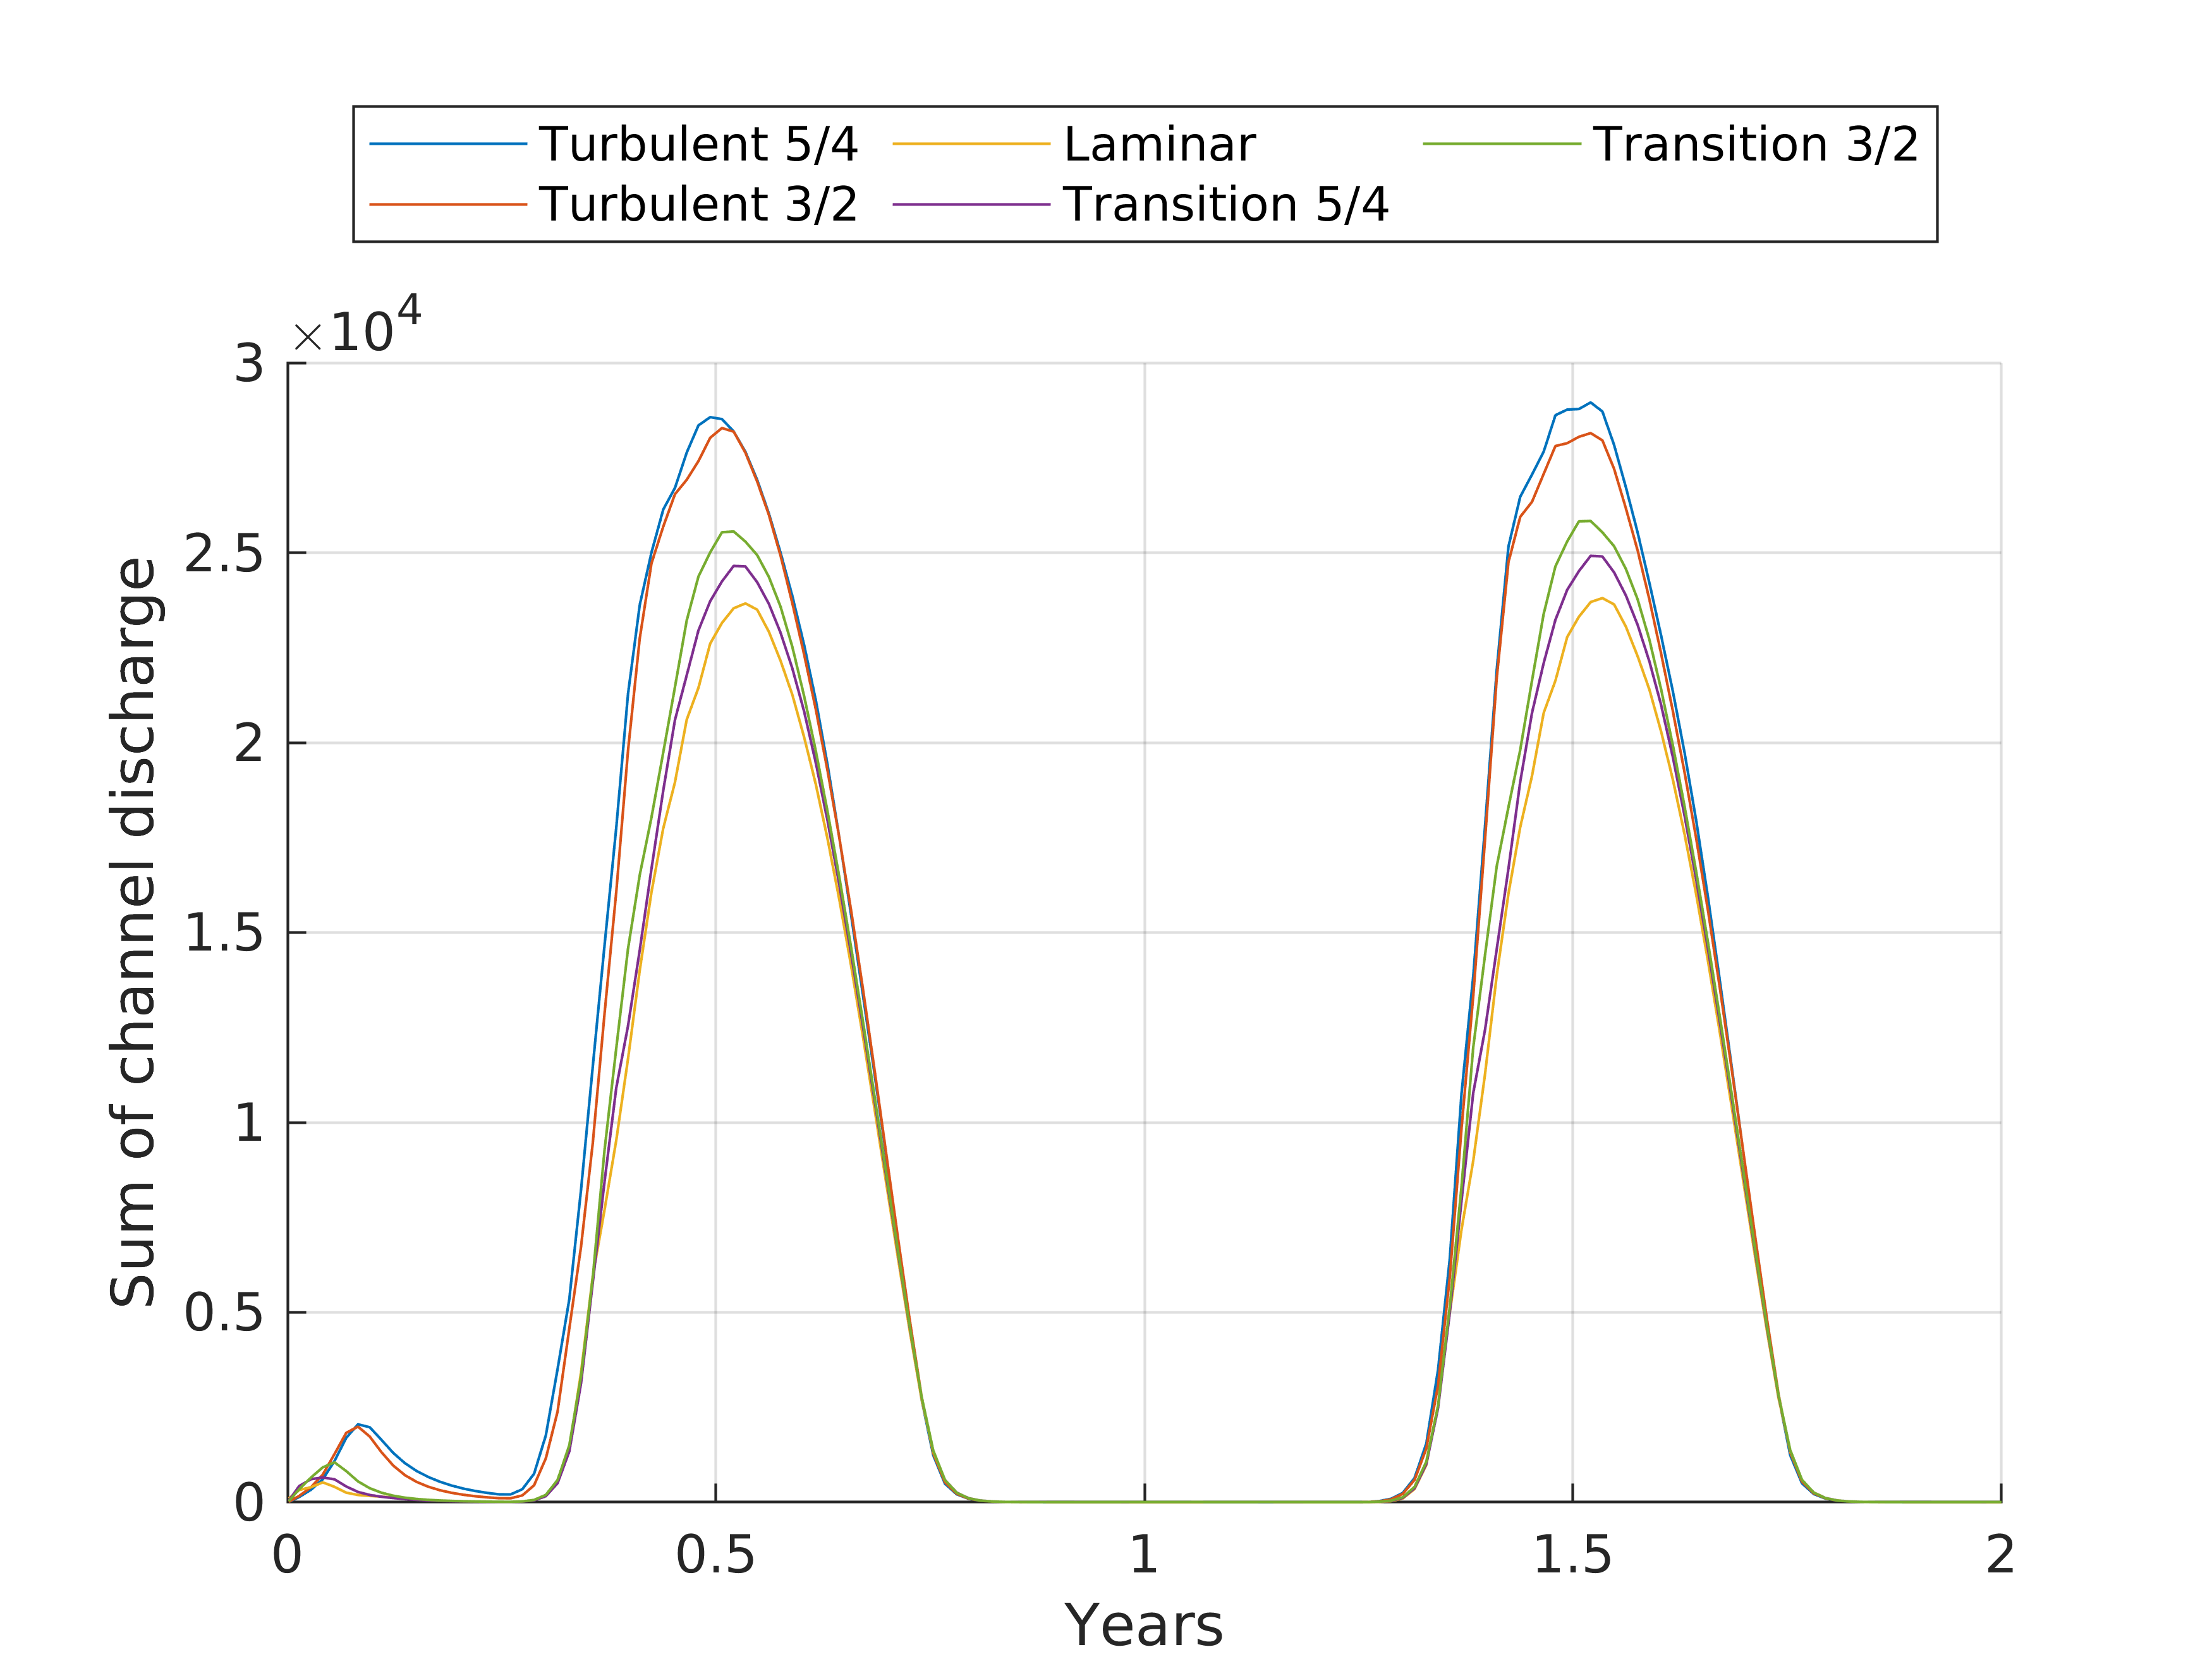 Turbulent 5/4 Laminar Transition 3/2
Turbulent 3/2 Transition 5/4
×10^4
3
2.5
2
1.5
1
0.5
0
Sum of channel discharge
0 0.5 1 1.5 2
Years